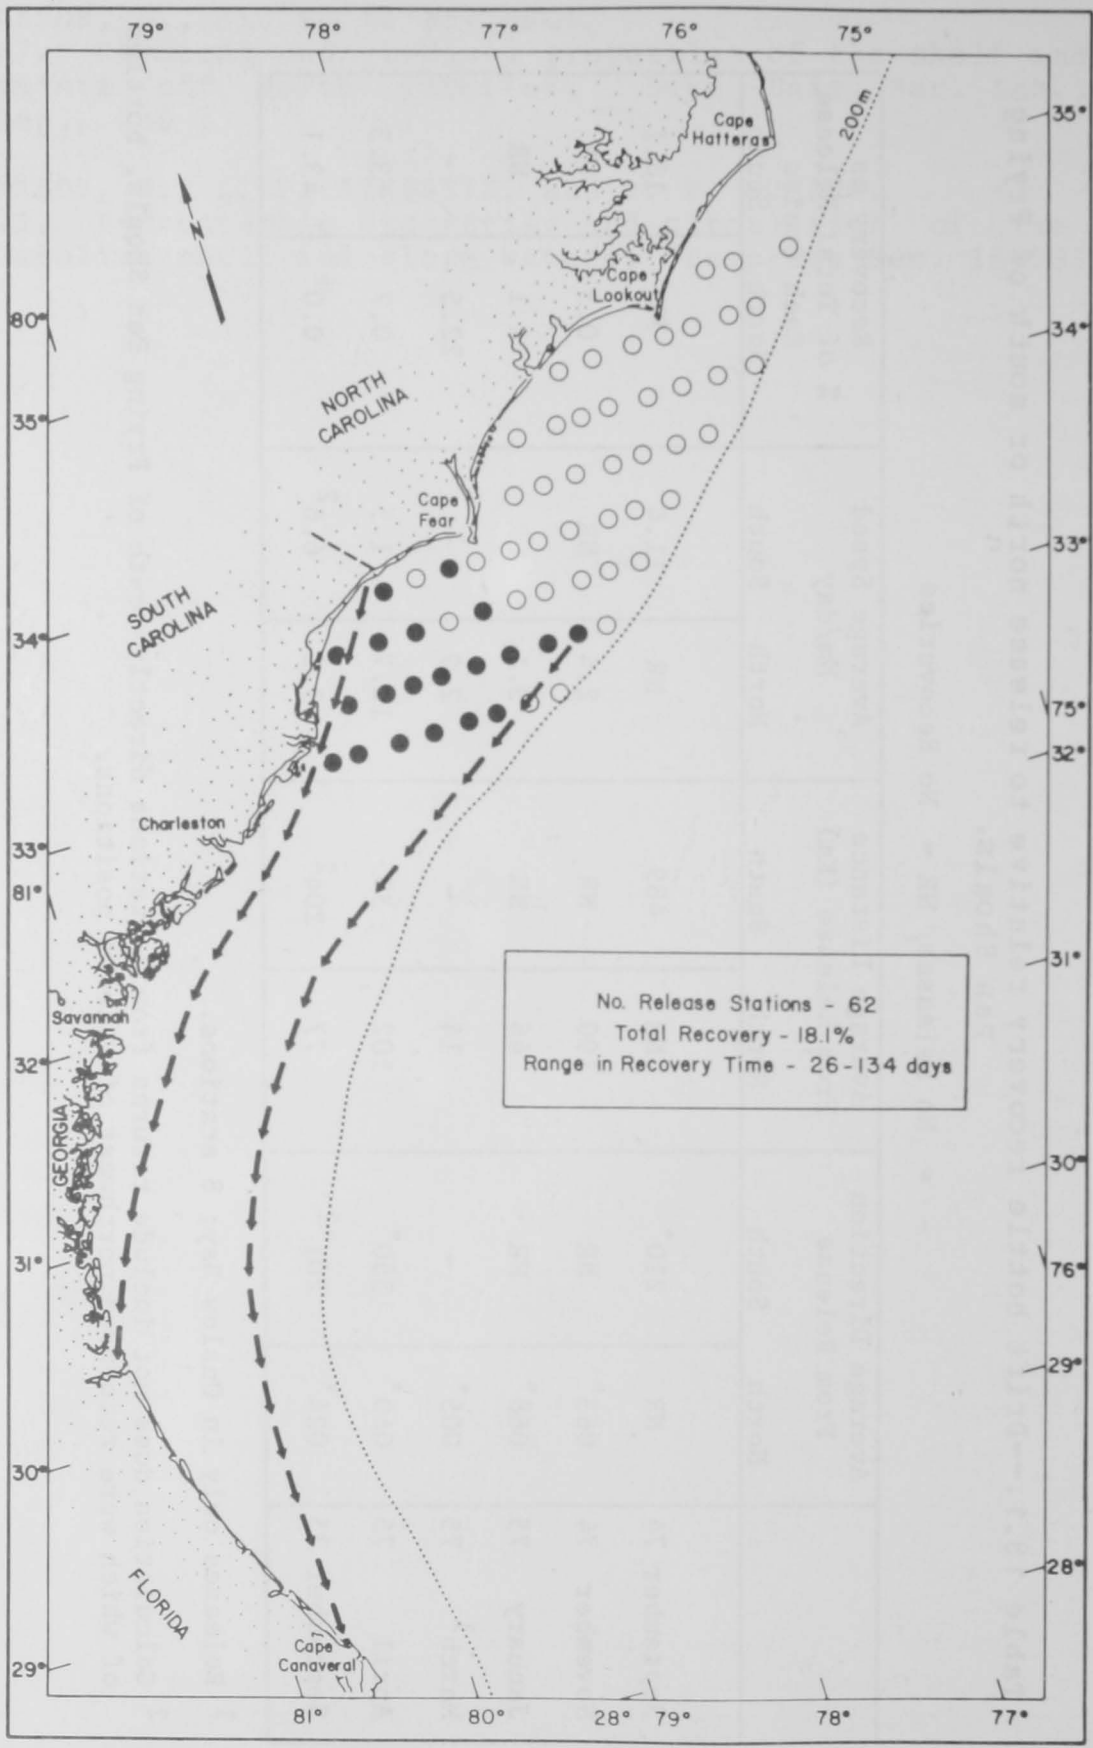 79° 78° 77° 76° 75°
200m
35°
Cape
Hatteras
N
Cape
Lookout
80°
34°
NORTH
CAROLINA
35°
Cape
Fear
33°
SOUTH
CAROLINA
34°
75°
32°
Charleston
33°
81°
31°
No. Release Stations - 62
Total Recovery - 18.1%
Range in Recovery Time - 26-134 days
Savannah
32°
GEORGIA
30°
31°
76°
29°
30°
28°
FLORIDA
Cape
Canaveral
29°
81° 80° 28° 79° 78° 77°